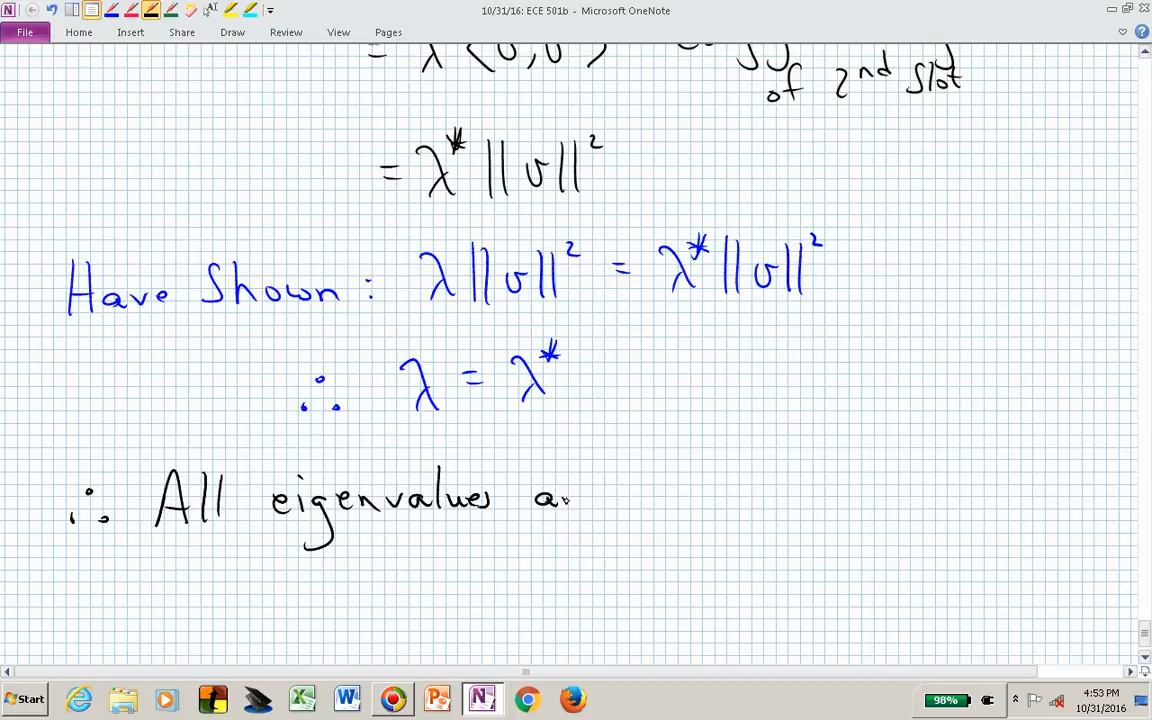 10/31/16: ECE 501b - Microsoft OneNote
File Home Insert Share Draw Review View Pages
= λ* ⟨v,v⟩
of 2nd slot
= λ* ||v||²
Have Shown: λ||v||² = λ*||v||²
∴ λ = λ*
∴ All eigenvalues a
Start
98%
4:53 PM
10/31/2016